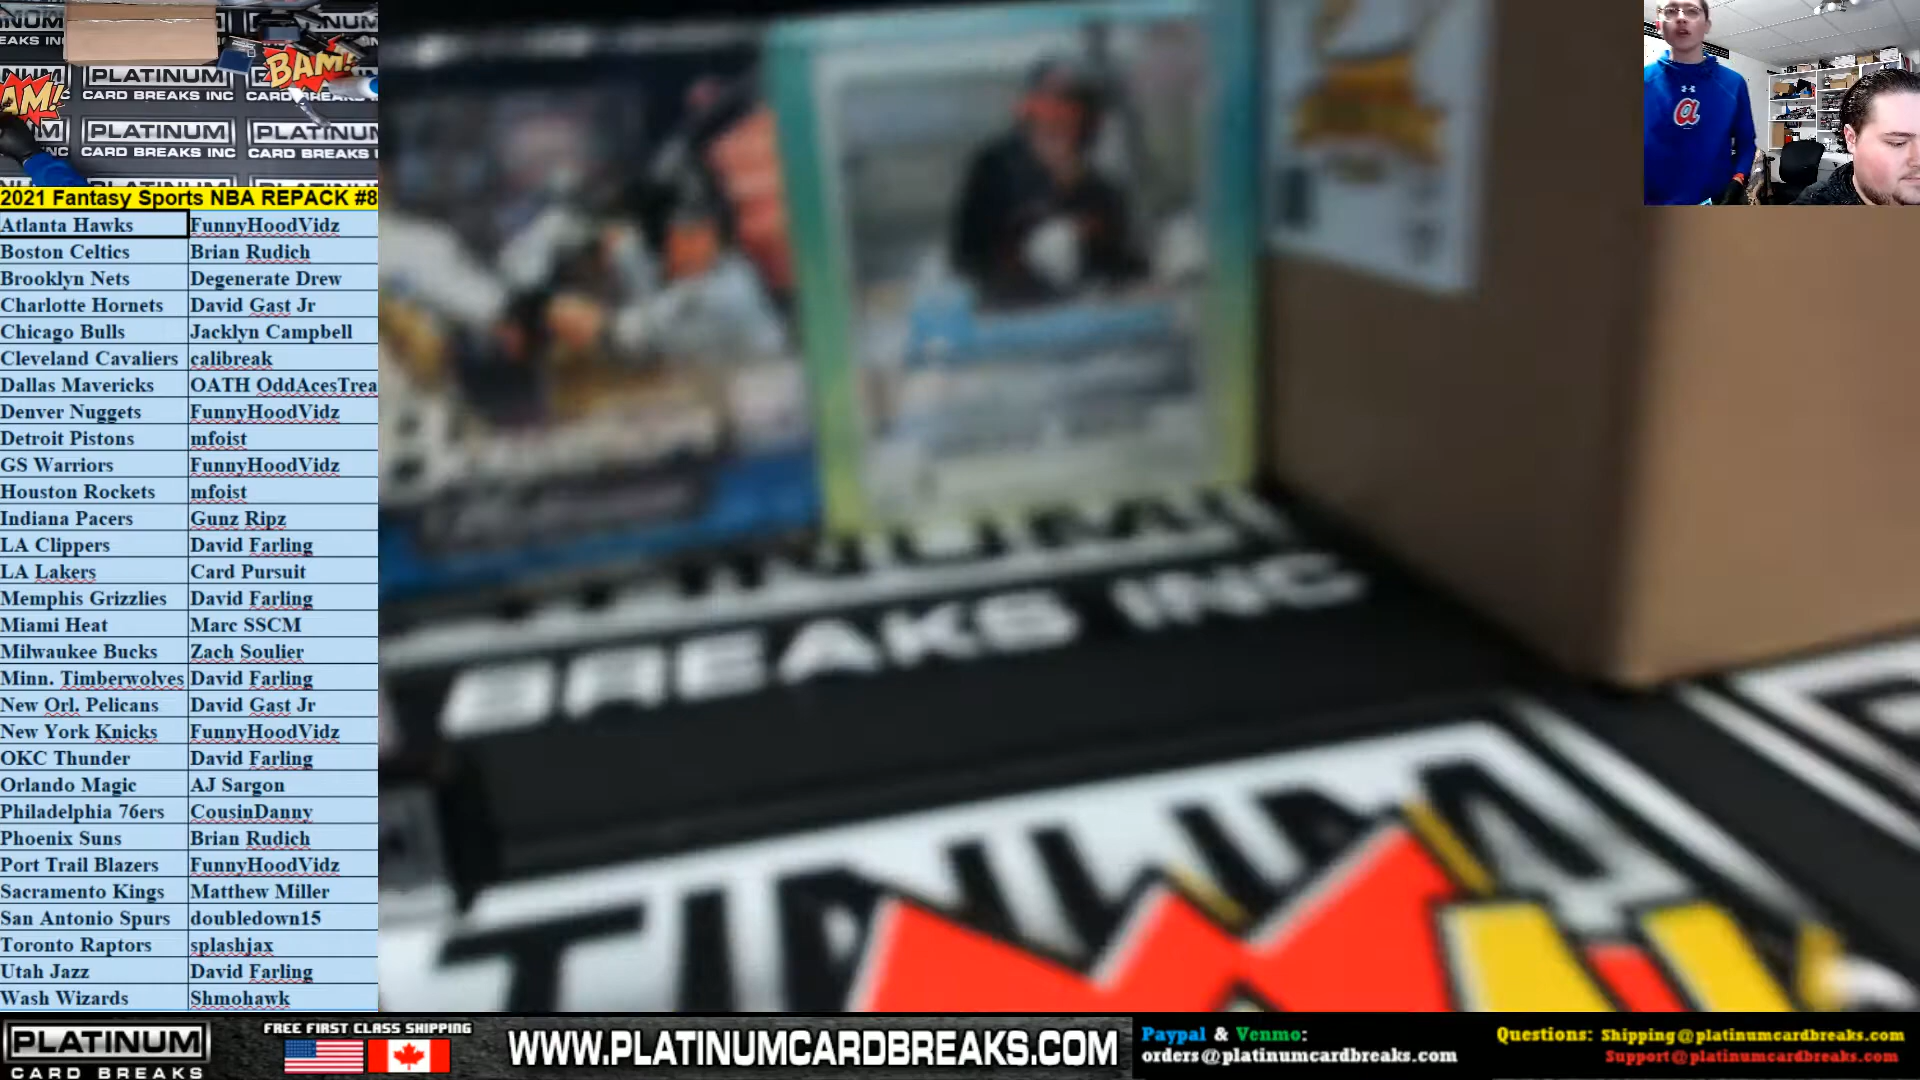 PLATINUM
CARD BREAKS INC
BAM!
PLATINUM
CARD BREAKS INC
2021 Fantasy Sports NBA REPACK #8
Atlanta Hawks FunnyHoodVidz
Boston Celtics Brian Rudich
Brooklyn Nets Degenerate Drew
Charlotte Hornets David Gast Jr
Chicago Bulls Jacklyn Campbell
Cleveland Cavaliers calibreak
Dallas Mavericks OATH OddAcesTrea
Denver Nuggets FunnyHoodVidz
Detroit Pistons mfoist
GS Warriors FunnyHoodVidz
Houston Rockets mfoist
Indiana Pacers Gunz Ripz
LA Clippers David Farling
LA Lakers Card Pursuit
Memphis Grizzlies David Farling
Miami Heat Marc SSCM
Milwaukee Bucks Zach Soulier
Minn. Timberwolves David Farling
New Orl. Pelicans David Gast Jr
New York Knicks FunnyHoodVidz
OKC Thunder David Farling
Orlando Magic AJ Sargon
Philadelphia 76ers CousinDanny
Phoenix Suns Brian Rudich
Port Trail Blazers FunnyHoodVidz
Sacramento Kings Matthew Miller
San Antonio Spurs doubledown15
Toronto Raptors splashjax
Utah Jazz David Farling
Wash Wizards Shmohawk
BREAKS INC
a
PLATINUM
CARD BREAKS
FREE FIRST CLASS SHIPPING
WWW.PLATINUMCARDBREAKS.COM
Paypal & Venmo:
orders@platinumcardbreaks.com
Questions: Shipping@platinumcardbreaks.com
Support@platinumcardbreaks.com